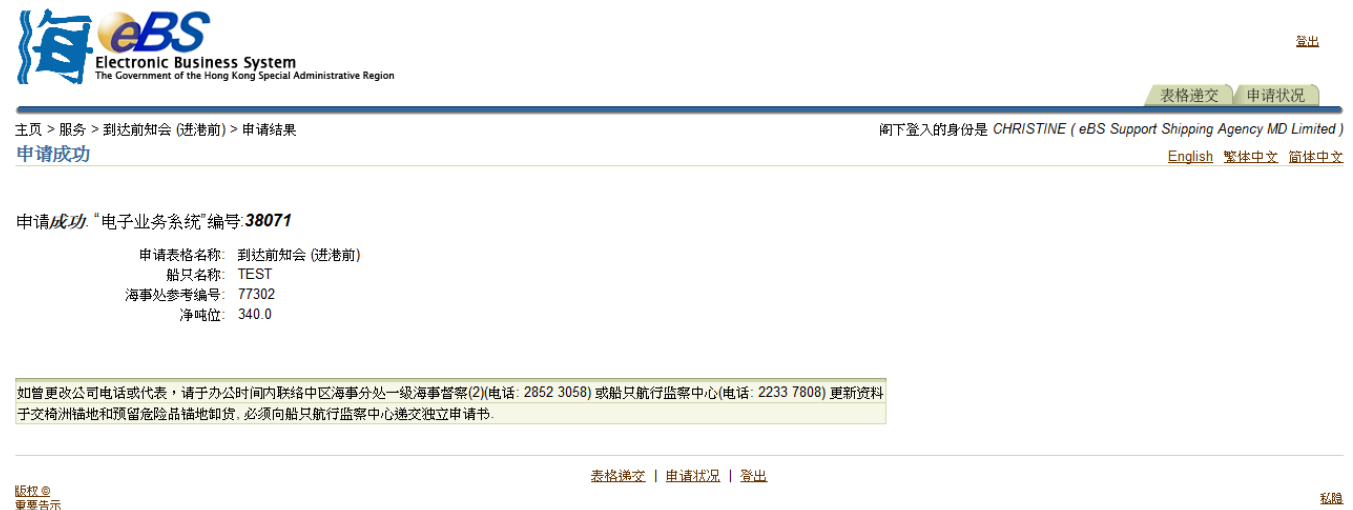 海 eBS
Electronic Business System
The Government of the Hong Kong Special Administrative Region
登出
表格递交 申请状况
主页 > 服务 > 到达前知会 (进港前) > 申请结果
阁下登入的身份是 CHRISTINE ( eBS Support Shipping Agency MD Limited )
申请成功
English 繁体中文 简体中文
申请成功. "电子业务系统"编号:38071
申请表格名称: 到达前知会 (进港前)
船只名称: TEST
海事处参考编号: 77302
净吨位: 340.0
如曾更改公司电话或代表，请于办公时间内联络中区海事分处一级海事督察(2)(电话: 2852 3058) 或船只航行监察中心(电话: 2233 7808) 更新资料
于交椅洲锚地和预留危险品锚地卸货, 必须向船只航行监察中心递交独立申请书.
表格递交 | 申请状况 | 登出
版权 ©
重要告示
私隐